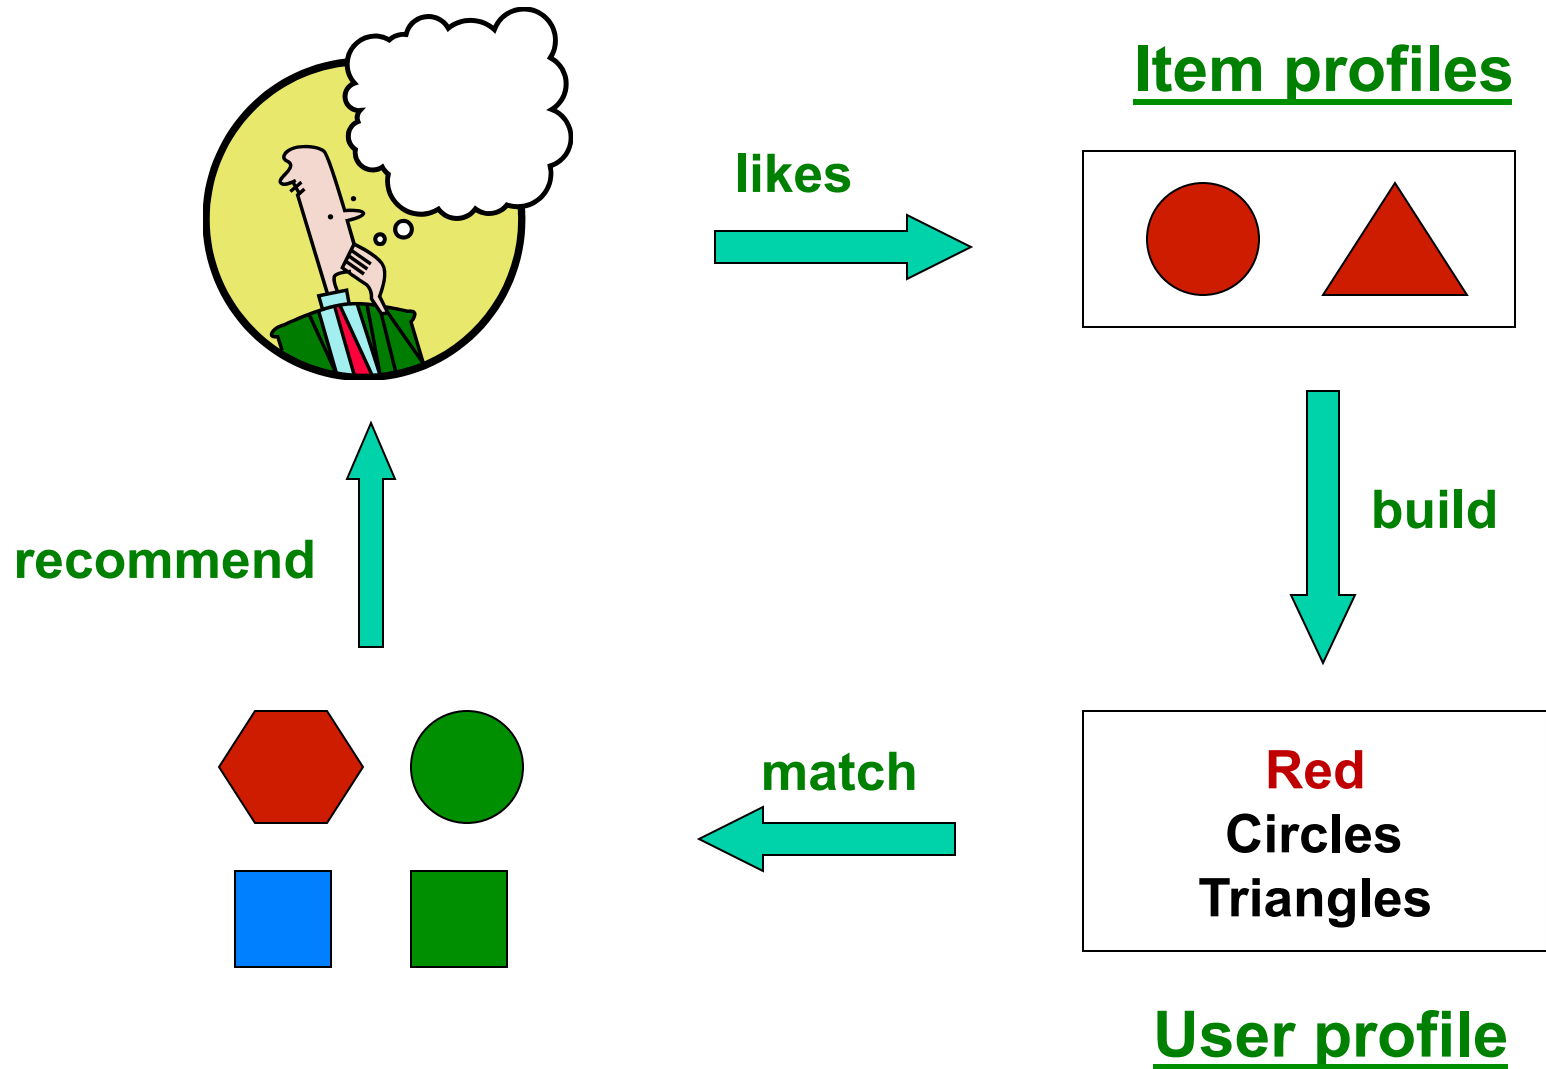 Item profiles
likes
build
recommend
match
Red
Circles
Triangles
User profile